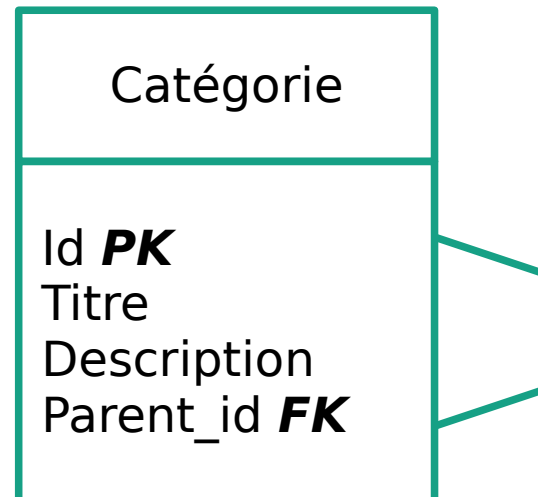 Catégorie
Id PK
Titre
Description
Parent_id FK